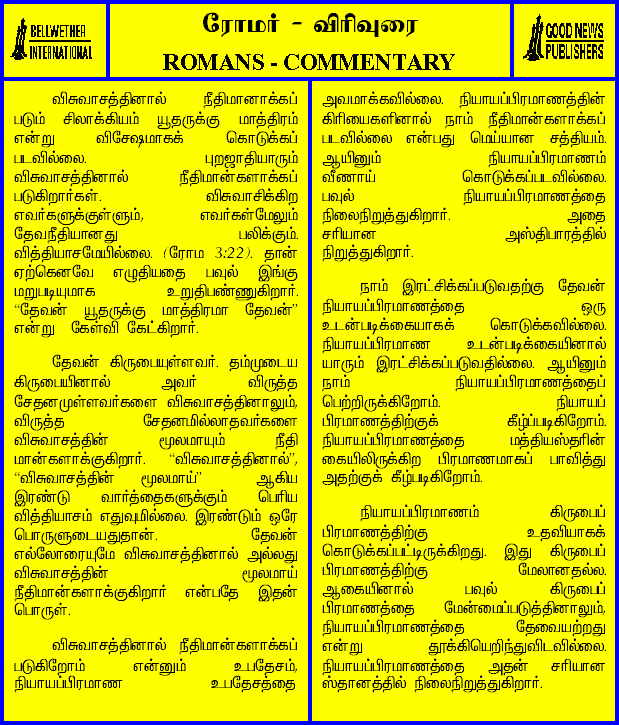 BELLWETHER
INTERNATIONAL
ரோமர் - விரிவுரை
ROMANS - COMMENTARY
GOOD NEWS
PUBLISHERS
விசுவாசத்தினால் நீதிமானாக்கப்
படும் சிலாக்கியம் யூதருக்கு மாத்திரம்
என்று விசேஷமாகக் கொடுக்கப்
படவில்லை. புறஜாதியாரும்
விசுவாசத்தினால் நீதிமான்களாக்கப்
படுகிறார்கள். விசுவாசிக்கிற
எவர்களுக்குள்ளும், எவர்கள்மேலும்
தேவநீதியானது பலிக்கும்.
வித்தியாசமேயில்லை. (ரோம 3:22). தான்
ஏற்கெனவே எழுதியதை பவுல் இங்கு
மறுபடியுமாக உறுதிபண்ணுகிறார்.
“தேவன் யூதருக்கு மாத்திரமா தேவன்”
என்று கேள்வி கேட்கிறார்.
தேவன் கிருபையுள்ளவர். தம்முடைய
கிருபையினால் அவர் விருத்த
சேதனமுள்ளவர்களை விசுவாசத்தினாலும்,
விருத்த சேதனமில்லாதவர்களை
விசுவாசத்தின் மூலமாயும் நீதி
மான்களாக்குகிறார். “விசுவாசத்தினால்”,
“விசுவாசத்தின் மூலமாய்” ஆகிய
இரண்டு வார்த்தைகளுக்கும் பெரிய
வித்தியாசம் எதுவுமில்லை. இரண்டும் ஒரே
பொருளுடையதுதான். தேவன்
எல்லோரையுமே விசுவாசத்தினால் அல்லது
விசுவாசத்தின் மூலமாய்
நீதிமான்களாக்குகிறார் என்பதே இதன்
பொருள்.
விசுவாசத்தினால் நீதிமான்களாக்கப்
படுகிறோம் என்னும் உபதேசம்,
நியாயப்பிரமாண உபதேசத்தை
அவமாக்கவில்லை. நியாயப்பிரமாணத்தின்
கிரியைகளினால் நாம் நீதிமான்களாக்கப்
படவில்லை என்பது மெய்யான சத்தியம்.
ஆயினும் நியாயப்பிரமாணம்
வீணாய் கொடுக்கப்படவில்லை.
பவுல் நியாயப்பிரமாணத்தை
நிலைநிறுத்துகிறார். அதை
சரியான அஸ்திபாரத்தில்
நிறுத்துகிறார்.
நாம் இரட்சிக்கப்படுவதற்கு தேவன்
நியாயப்பிரமாணத்தை ஒரு
உடன்படிக்கையாகக் கொடுக்கவில்லை.
நியாயப்பிரமாண உடன்படிக்கையினால்
யாரும் இரட்சிக்கப்படுவதில்லை. ஆயினும்
நாம் நியாயப்பிரமாணத்தைப்
பெற்றிருக்கிறோம். நியாயப்
பிரமாணத்திற்குக் கீழ்ப்படிகிறோம்.
நியாயப்பிரமாணத்தை மத்தியஸ்தரின்
கையிலிருக்கிற பிரமாணமாகப் பாவித்து
அதற்குக் கீழ்படிகிறோம்.
நியாயப்பிரமாணம் கிருபைப்
பிரமாணத்திற்கு உதவியாகக்
கொடுக்கப்பட்டிருக்கிறது. இது கிருபைப்
பிரமாணத்திற்கு மேலானதல்ல.
ஆகையினால் பவுல் கிருபைப்
பிரமாணத்தை மேன்மைப்படுத்தினாலும்,
நியாயப்பிரமாணத்தை தேவையற்றது
என்று தூக்கியெறிந்துவிடவில்லை.
நியாயப்பிரமாணத்தை அதன் சரியான
ஸ்தானத்தில் நிலைநிறுத்துகிறார்.